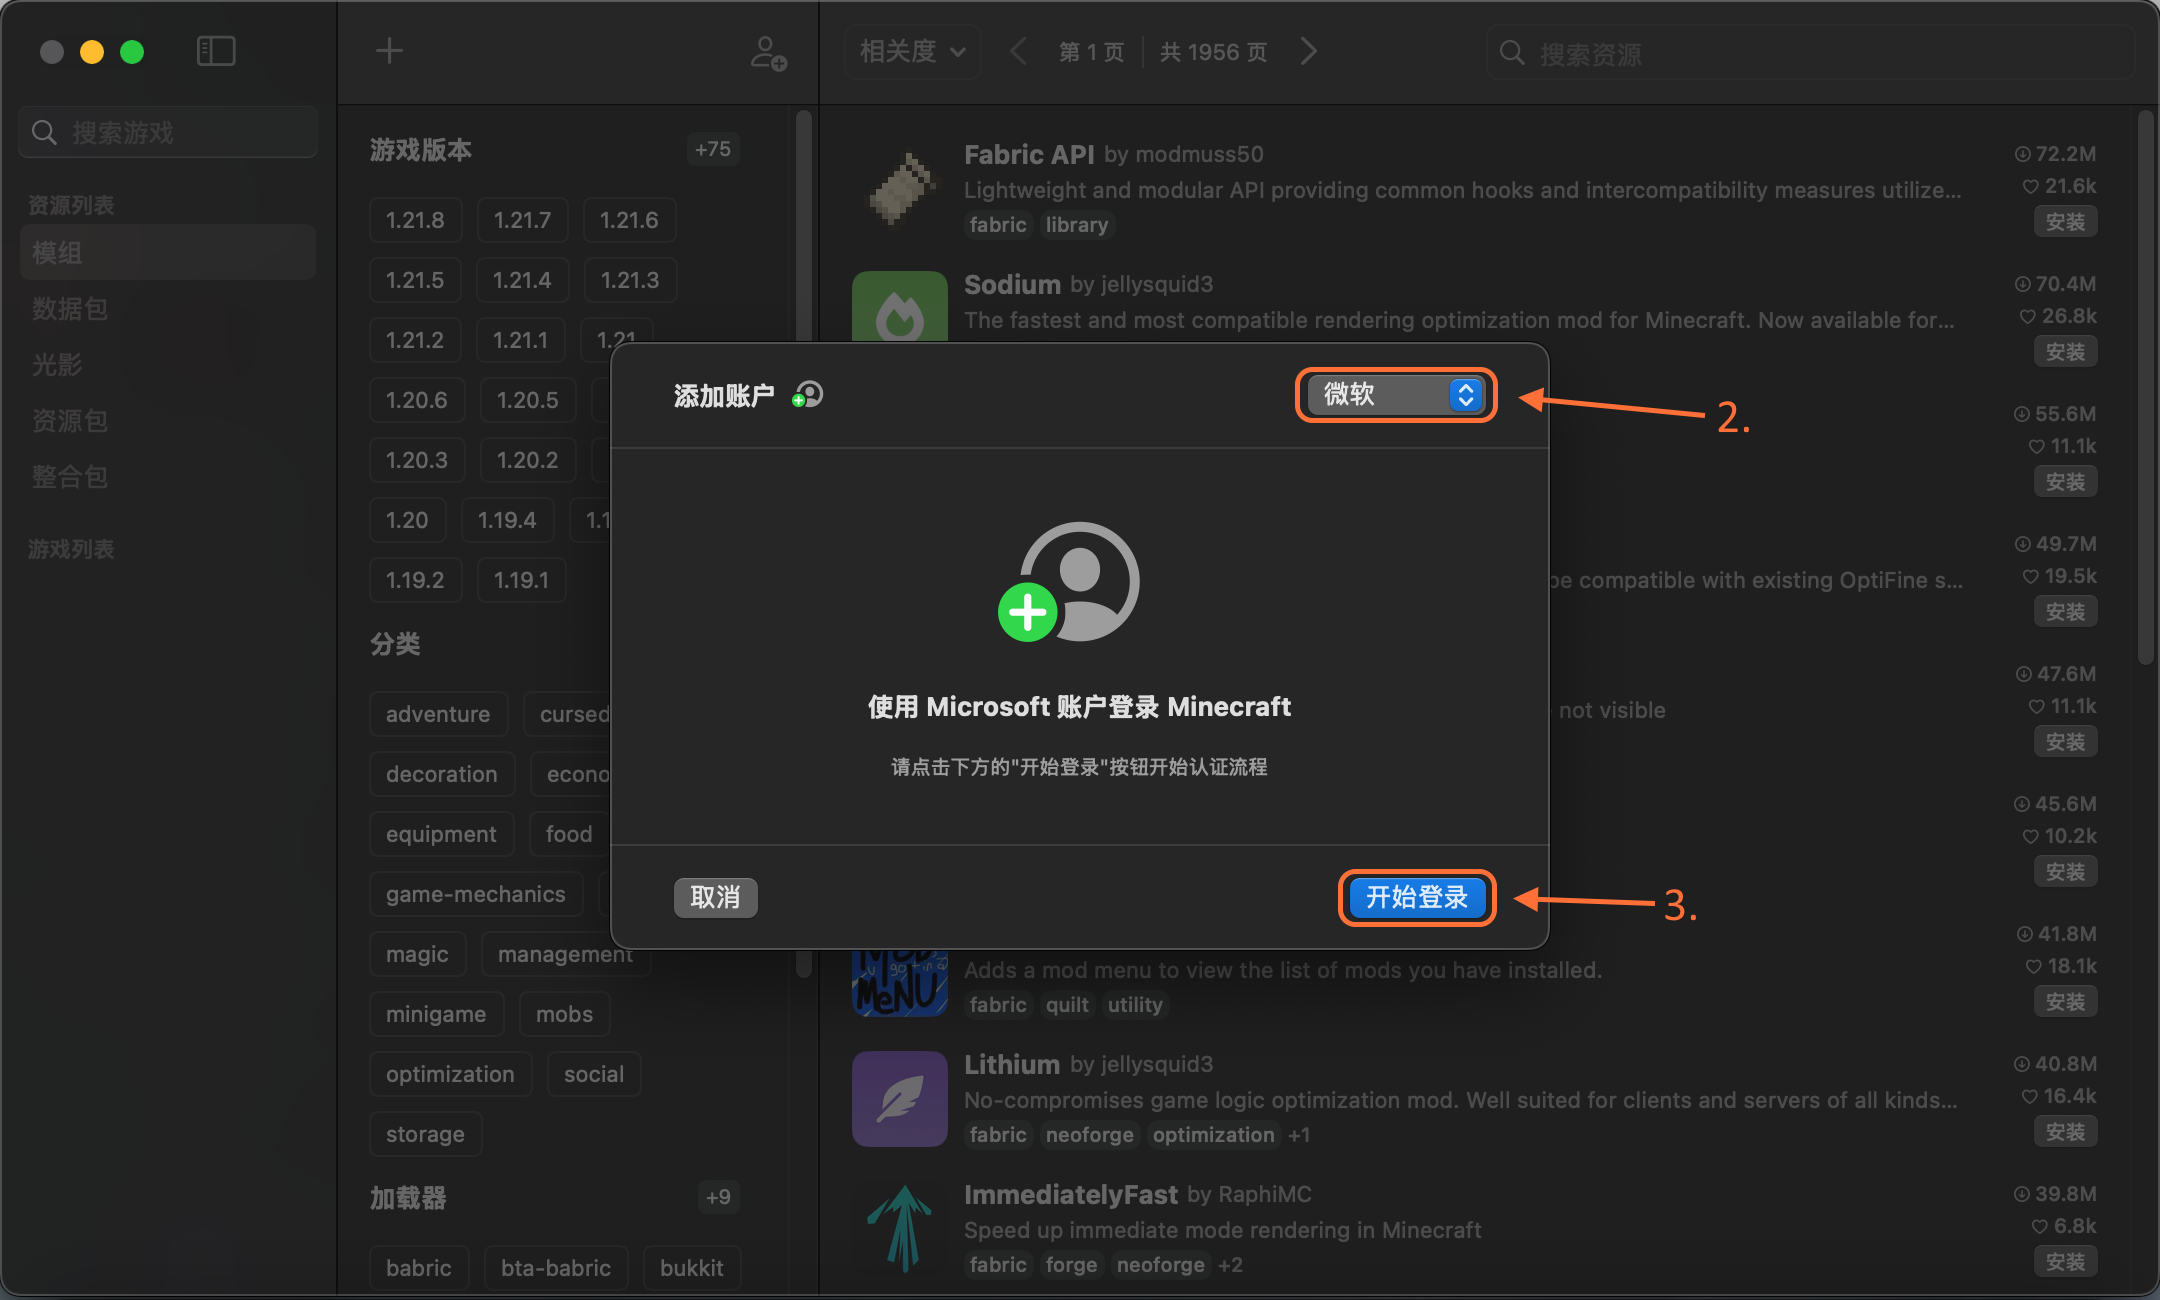 相关度
第 1 页
共 1956 页
搜索资源
搜索游戏
资源列表
模组
数据包
光影
资源包
整合包
游戏列表
游戏版本 +75
1.21.8 1.21.7 1.21.6
1.21.5 1.21.4 1.21.3
1.21.2 1.21.1 1.21
1.20.6 1.20.5
1.20.3 1.20.2
1.20 1.19.4 1.1
1.19.2 1.19.1
分类
adventure cursed
decoration econo
equipment food
game-mechanics
magic management
minigame mobs
optimization social
storage
加载器 +9
babric bta-babric bukkit
Fabric API by modmuss50
Lightweight and modular API providing common hooks and intercompatibility measures utilize...
fabric library
72.2M
21.6k
安装
Sodium by jellysquid3
The fastest and most compatible rendering optimization mod for Minecraft. Now available for...
70.4M
26.8k
安装
55.6M
11.1k
安装
be compatible with existing OptiFine s...
49.7M
19.5k
安装
not visible
47.6M
11.1k
安装
45.6M
10.2k
安装
MOD
MENU
Adds a mod menu to view the list of mods you have installed.
fabric quilt utility
41.8M
18.1k
安装
Lithium by jellysquid3
No-compromises game logic optimization mod. Well suited for clients and servers of all kinds...
fabric neoforge optimization +1
40.8M
16.4k
安装
ImmediatelyFast by RaphiMC
Speed up immediate mode rendering in Minecraft
fabric forge neoforge +2
39.8M
6.8k
安装
添加账户
微软
2.
使用 Microsoft 账户登录 Minecraft
请点击下方的"开始登录"按钮开始认证流程
取消
开始登录
3.